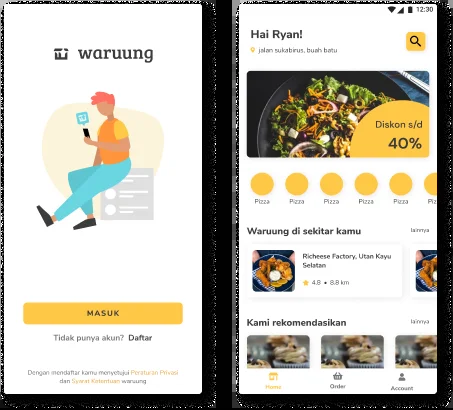 waruung
MASUK
Tidak punya akun? Daftar
Dengan mendaftar kamu menyetujui Peraturan Privasi
dan Syarat Ketentuan waruung
12:30
Hai Ryan!
jalan sukabirus, buah batu
Diskon s/d
40%
Pizza Pizza Pizza Pizza Pizza Pizza
Waruung di sekitar kamu lainnya
Richeese Factory, Utan Kayu
Selatan
4.8 • 8.8 km
Kami rekomendasikan lainnya
Home Order Account